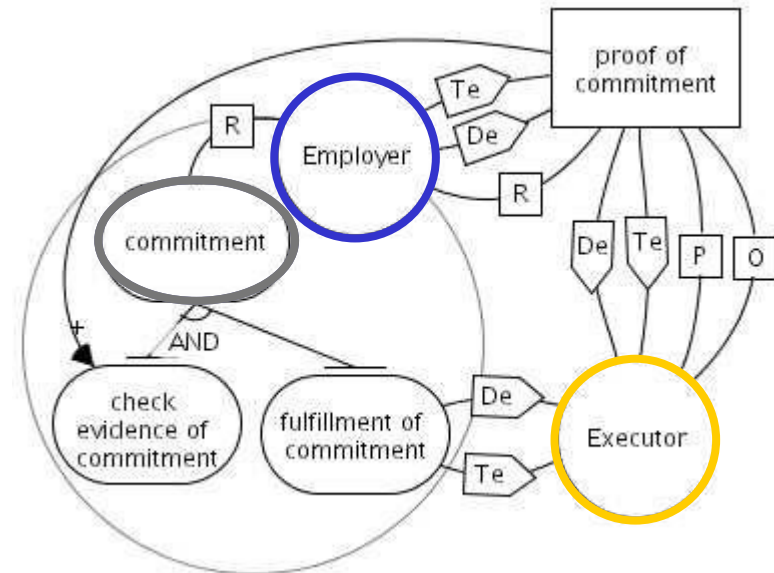 proof of
commitment
Te
De
R
Employer
R
commitment
De
Te
P
O
+
AND
check
evidence of
commitment
fulfillment of
commitment
De
Te
Executor